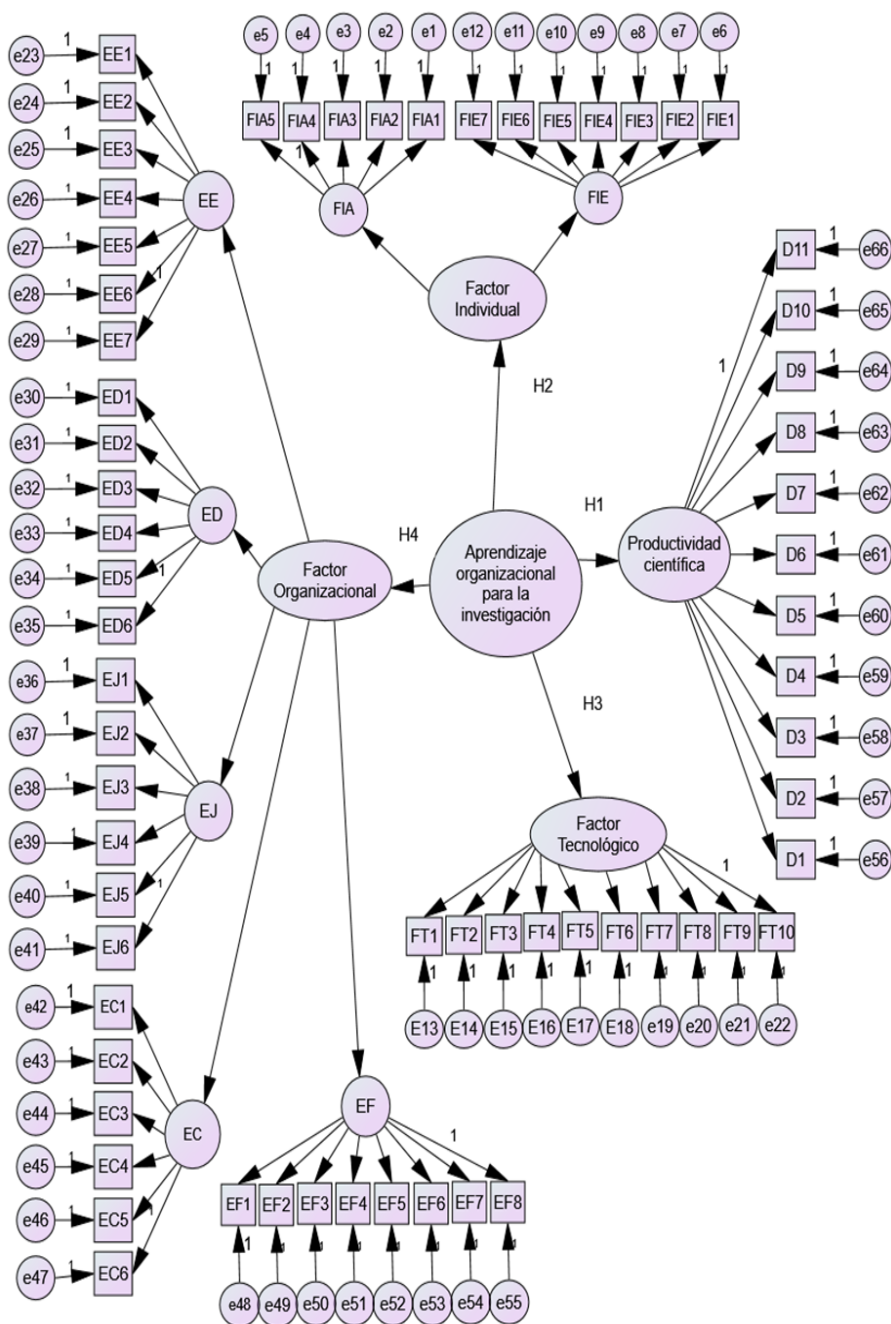 e5 e4 e3 e2 e1 e12 e11 e10 e9 e8 e7 e6
1 1 1 1 1 1 1 1 1 1 1 1
FIA5 FIA4 FIA3 FIA2 FIA1 FIE7 FIE6 FIE5 FIE4 FIE3 FIE2 FIE1
1
FIA FIE
Factor
Individual
H2
e23 1 EE1
e24 1 EE2
e25 1 EE3
e26 1 EE4
e27 1 EE5
e28 1 EE6
e29 1 EE7
1
EE
e30 1 ED1
e31 1 ED2
e32 1 ED3
e33 1 ED4
e34 1 ED5
e35 1 ED6
1
ED
Factor
Organizacional
H4
Aprendizaje
organizacional
para la
investigación
H1
Productividad
científica
1
D11 1 e66
D10 1 e65
D9 1 e64
D8 1 e63
D7 1 e62
D6 1 e61
D5 1 e60
D4 1 e59
D3 1 e58
D2 1 e57
D1 1 e56
H3
Factor
Tecnológico
1
FT1 FT2 FT3 FT4 FT5 FT6 FT7 FT8 FT9 FT10
1 1 1 1 1 1 1 1 1 1
E13 E14 E15 E16 E17 E18 e19 e20 e21 e22
e36 1 EJ1
e37 1 EJ2
e38 1 EJ3
e39 1 EJ4
e40 1 EJ5
e41 1 EJ6
1
EJ
e42 1 EC1
e43 1 EC2
e44 1 EC3
e45 1 EC4
e46 1 EC5
e47 1 EC6
1
EC
EF
1
EF1 EF2 EF3 EF4 EF5 EF6 EF7 EF8
1 1 1 1 1 1 1 1
e48 e49 e50 e51 e52 e53 e54 e55